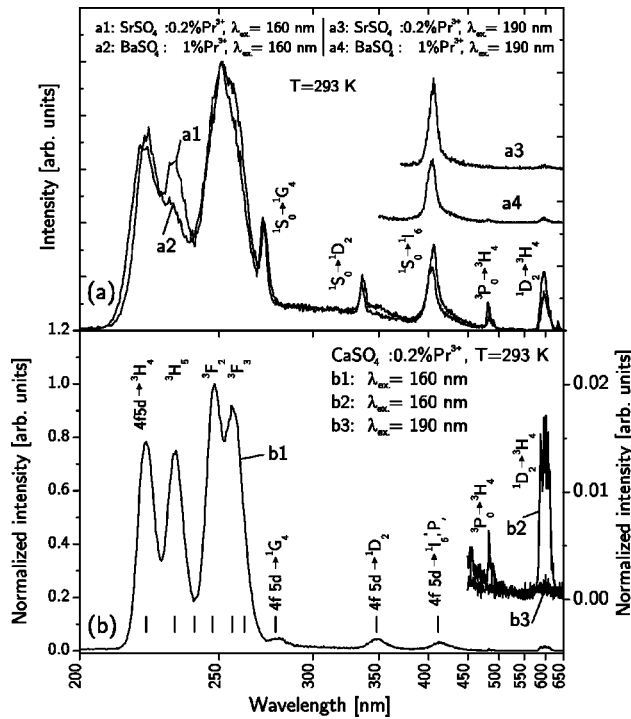 a1: SrSO₄ :0.2%Pr³⁺, λex.= 160 nm
a2: BaSO₄ : 1%Pr³⁺, λex.= 160 nm
a3: SrSO₄ :0.2%Pr³⁺, λex.= 190 nm
a4: BaSO₄ : 1%Pr³⁺, λex.= 190 nm
T=293 K
Intensity [arb. units]
a1
a2
a3
a4
¹S₀→¹G₄
¹S₀→¹D₂
¹S₀→¹I₆
³P₀→³H₄
¹D₂→³H₄
(a)
1.2
CaSO₄ :0.2%Pr³⁺, T=293 K
b1: λex.= 160 nm
b2: λex.= 160 nm
b3: λex.= 190 nm
Normalized intensity [arb. units]
1.0
0.8
0.6
0.4
0.2
0.0
4f5d→³H₄
³H₅
³F₂
³F₃
b1
4f 5d→¹G₄
4f 5d→¹D₂
4f 5d→¹I₆,
³P₀→³H₄
¹D₂→³H₄
b2
b3
(b)
0.02
0.01
0.00
Normalized intensity [arb. units]
200 250 300 350 400 450 500 550 600 650
Wavelength [nm]